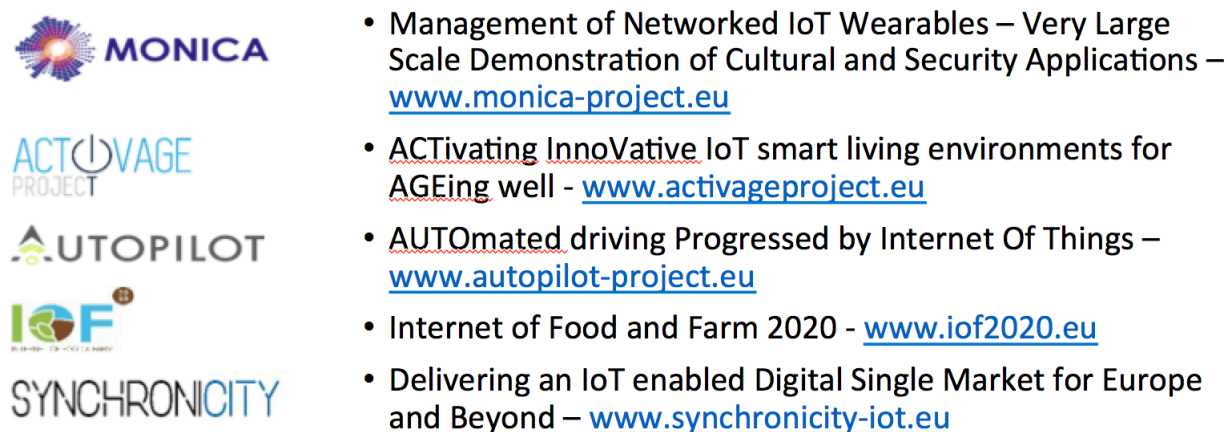 MONICA
• Management of Networked IoT Wearables – Very Large
Scale Demonstration of Cultural and Security Applications –
www.monica-project.eu
ACTIVAGE
PROJECT
• ACTivating InnoVative IoT smart living environments for
AGEing well - www.activageproject.eu
AUTOPILOT
• AUTOmated driving Progressed by Internet Of Things –
www.autopilot-project.eu
IOF
• Internet of Food and Farm 2020 - www.iof2020.eu
SYNCHRONICITY
• Delivering an IoT enabled Digital Single Market for Europe
and Beyond – www.synchronicity-iot.eu